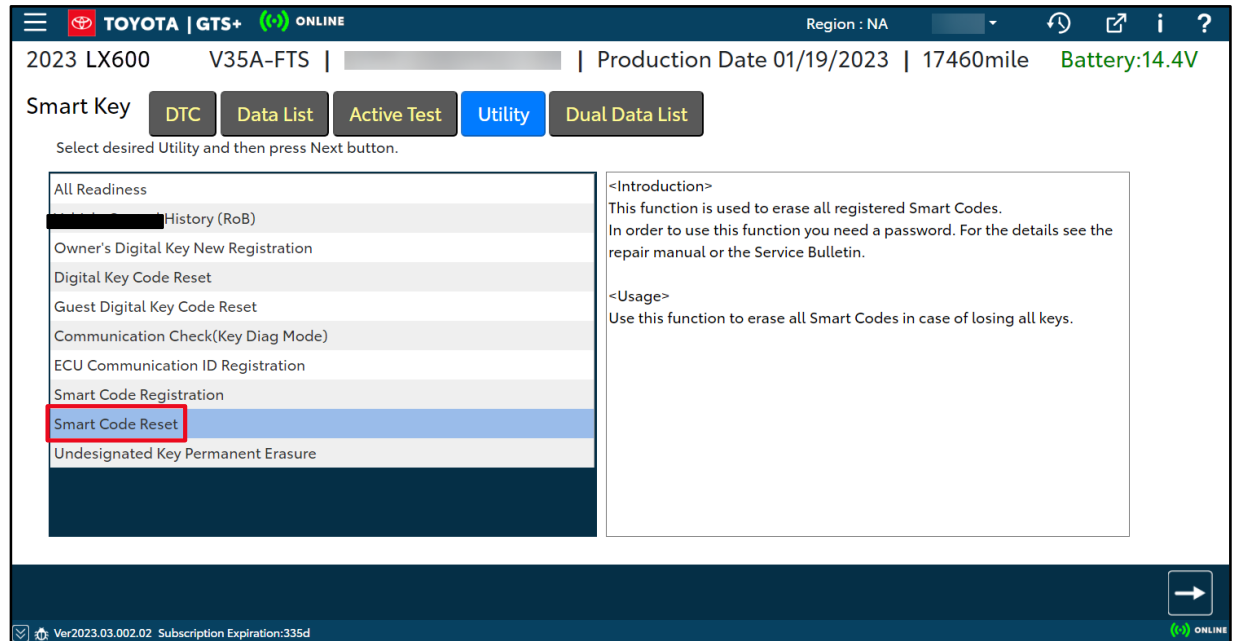 TOYOTA | GTS+ ONLINE Region : NA i ?
2023 LX600 V35A-FTS | | Production Date 01/19/2023 | 17460mile Battery:14.4V
Smart Key DTC Data List Active Test Utility Dual Data List
Select desired Utility and then press Next button.
All Readiness
History (RoB)
Owner's Digital Key New Registration
Digital Key Code Reset
Guest Digital Key Code Reset
Communication Check(Key Diag Mode)
ECU Communication ID Registration
Smart Code Registration
Smart Code Reset
Undesignated Key Permanent Erasure
<Introduction>
This function is used to erase all registered Smart Codes.
In order to use this function you need a password. For the details see the
repair manual or the Service Bulletin.
<Usage>
Use this function to erase all Smart Codes in case of losing all keys.
Ver2023.03.002.02 Subscription Expiration:335d ONLINE